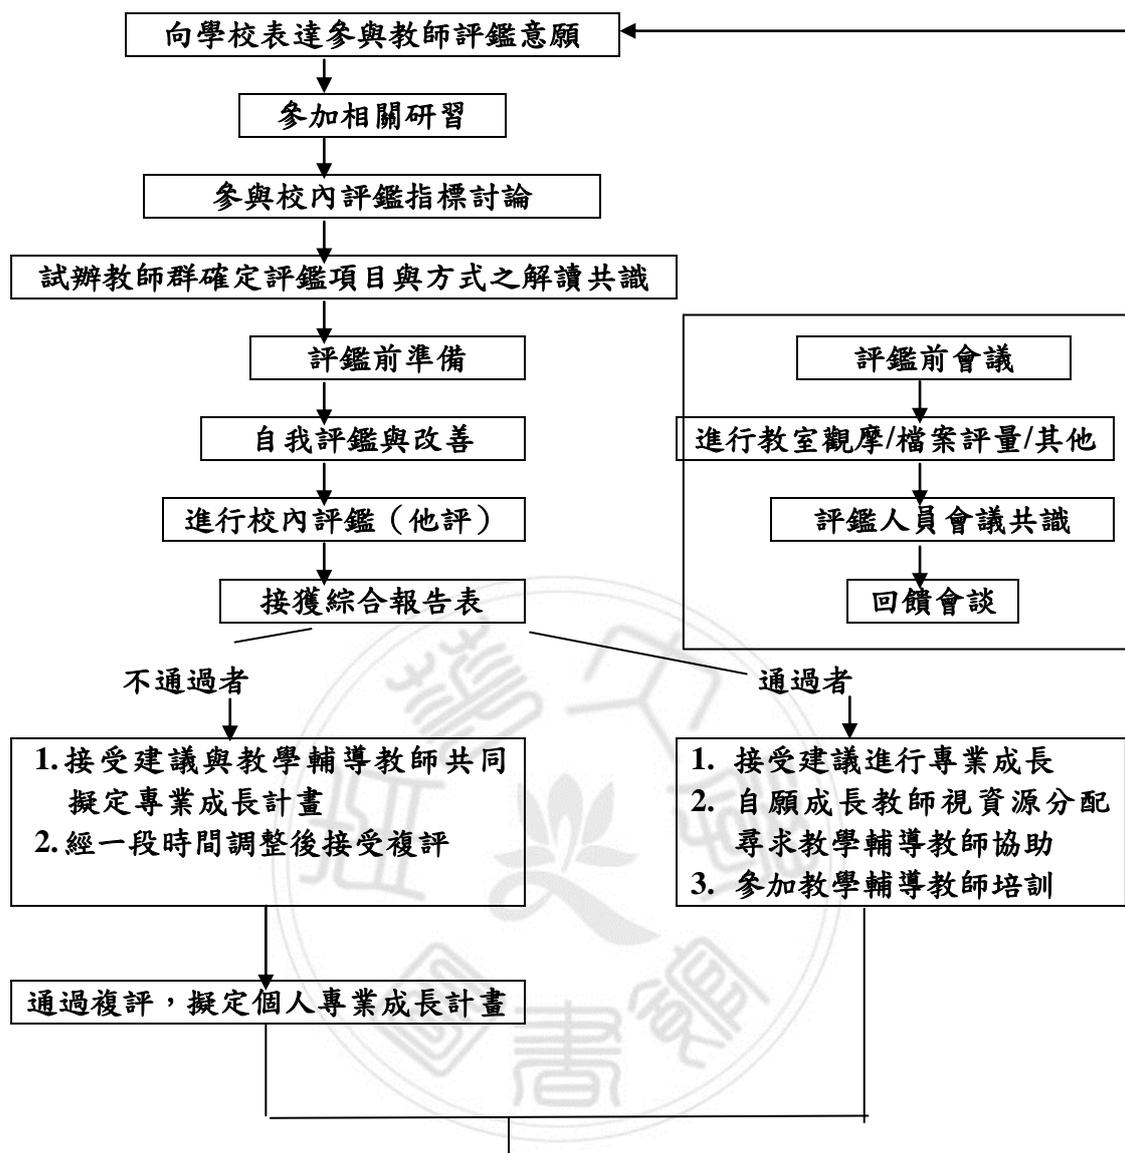 向學校表達參與教師評鑑意願
參加相關研習
參與校內評鑑指標討論
試辦教師群確定評鑑項目與方式之解讀共識
評鑑前準備
自我評鑑與改善
進行校內評鑑（他評）
接獲綜合報告表
評鑑前會議
進行教室觀摩/檔案評量/其他
評鑑人員會議共識
回饋會談
不通過者
1.接受建議與教學輔導教師共同
擬定專業成長計畫
2.經一段時間調整後接受複評
通過複評，擬定個人專業成長計畫
通過者
1. 接受建議進行專業成長
2. 自願成長教師視資源分配
尋求教學輔導教師協助
3. 參加教學輔導教師培訓